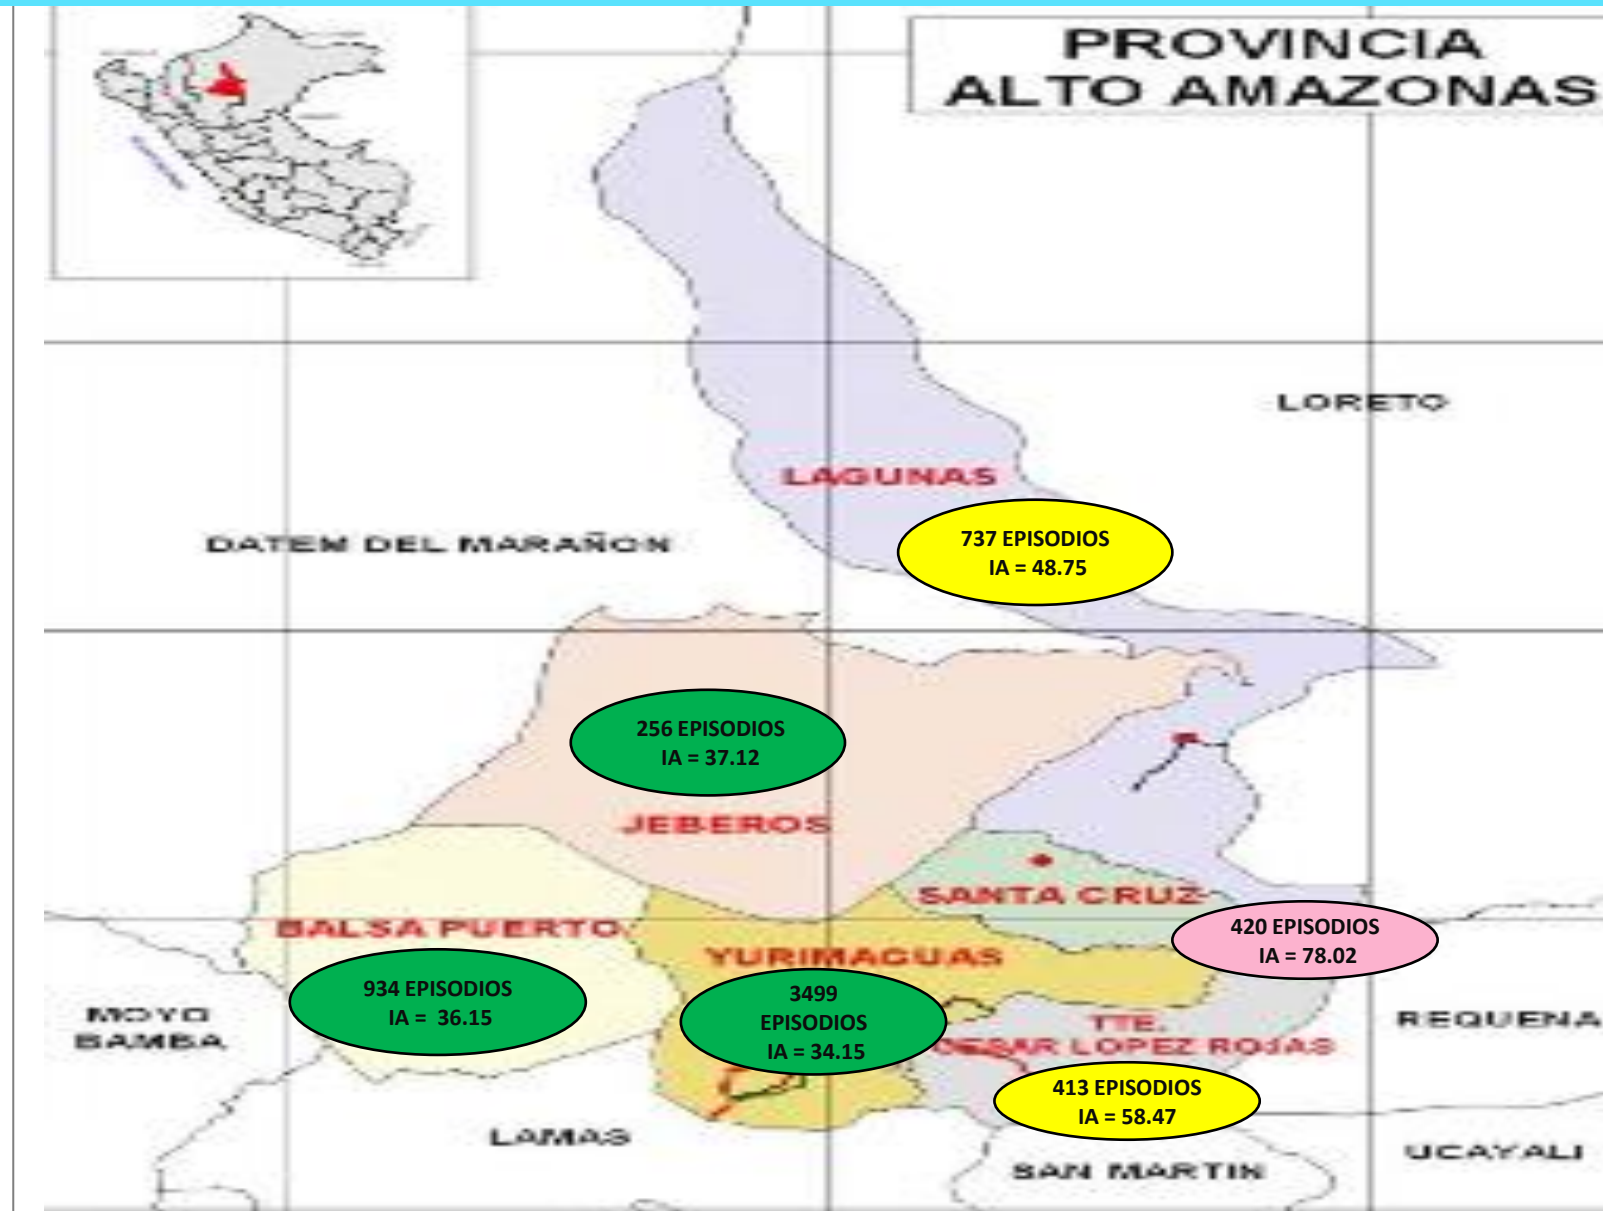 PROVINCIA
ALTO AMAZONAS
LORETO
LAGUNAS
737 EPISODIOS
IA = 48.75
DATEM DEL MARAÑON
256 EPISODIOS
IA = 37.12
JEBEROS
SANTA CRUZ
420 EPISODIOS
IA = 78.02
BALSA PUERTO
934 EPISODIOS
IA = 36.15
YURIMAGUAS
3499
EPISODIOS
IA = 34.15
MOYO
BAMBA
TTE.
CESAR LOPEZ ROJAS
REQUENA
413 EPISODIOS
IA = 58.47
LAMAS
SAN MARTIN
UCAYALI